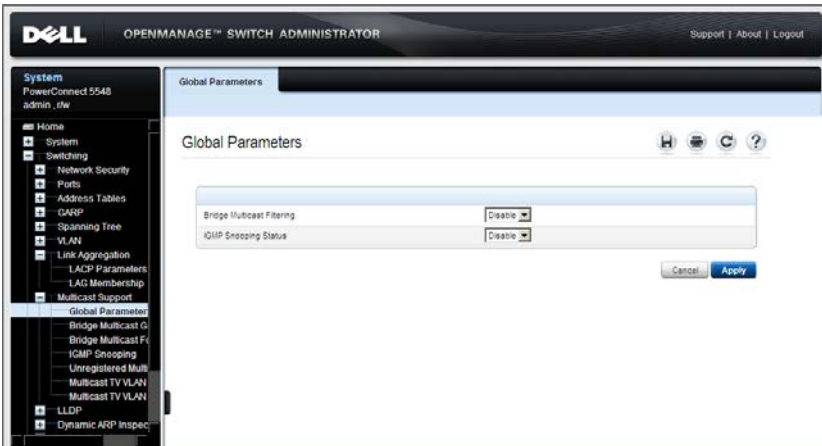 DELL OPENMANAGE™ SWITCH ADMINISTRATOR Support | About | Logout
System
PowerConnect 5548
admin , r/w
Global Parameters
Home
System
Switching
Network Security
Ports
Address Tables
GARP
Spanning Tree
VLAN
Link Aggregation
LACP Parameters
LAG Membership
Multicast Support
Global Parameter
Bridge Multicast G
Bridge Multicast Fo
IGMP Snooping
Unregistered Multi
Multicast TV VLAN
Multicast TV VLAN
LLDP
Dynamic ARP Inspec
Global Parameters
Bridge Multicast Filtering Disable
IGMP Snooping Status Disable
Cancel Apply